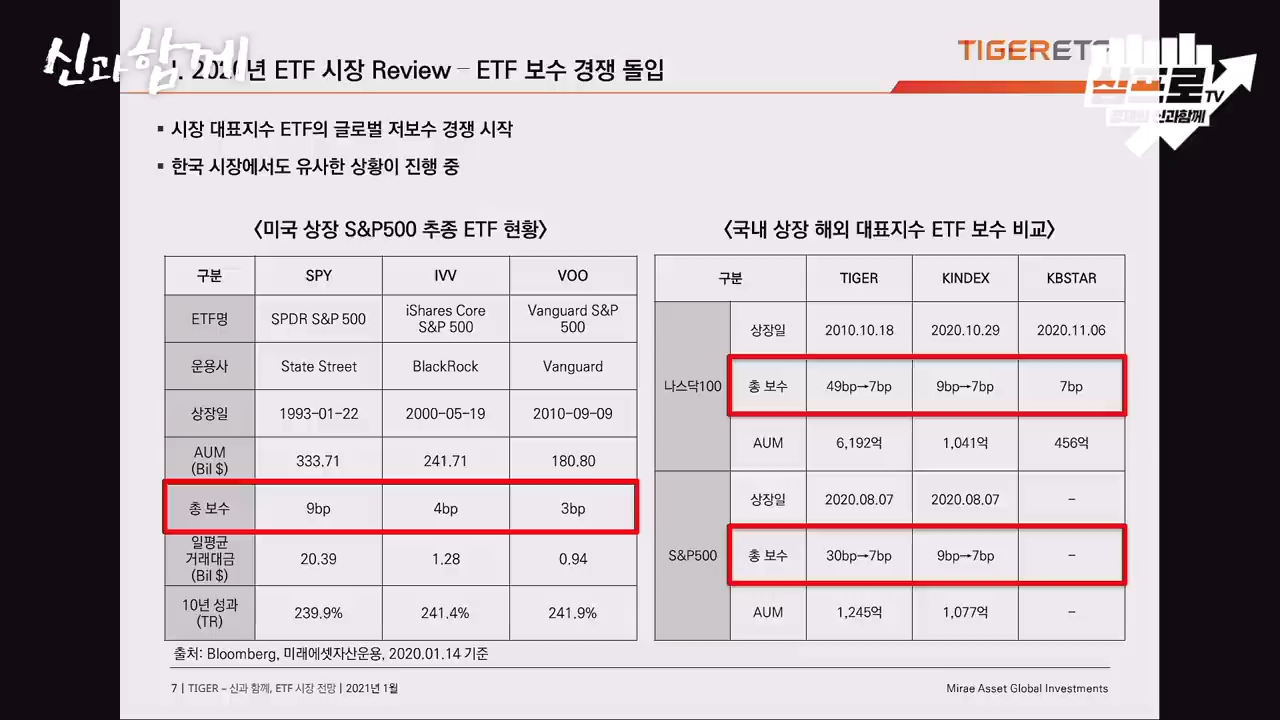 신과함께
I. 2020년 ETF 시장 Review – ETF 보수 경쟁 돌입
TIGER ETF
삼프로TV
신과함께
▪ 시장 대표지수 ETF의 글로벌 저보수 경쟁 시작
▪ 한국 시장에서도 유사한 상황이 진행 중
<미국 상장 S&P500 추종 ETF 현황>
구분 SPY IVV VOO
ETF명 SPDR S&P 500 iShares Core S&P 500 Vanguard S&P 500
운용사 State Street BlackRock Vanguard
상장일 1993-01-22 2000-05-19 2010-09-09
AUM (Bil $) 333.71 241.71 180.80
총 보수 9bp 4bp 3bp
일평균 거래대금 (Bil $) 20.39 1.28 0.94
10년 성과 (TR) 239.9% 241.4% 241.9%
출처: Bloomberg, 미래에셋자산운용, 2020.01.14 기준
<국내 상장 해외 대표지수 ETF 보수 비교>
구분 TIGER KINDEX KBSTAR
나스닥100
상장일 2010.10.18 2020.10.29 2020.11.06
총 보수 49bp→7bp 9bp→7bp 7bp
AUM 6,192억 1,041억 456억
S&P500
상장일 2020.08.07 2020.08.07 –
총 보수 30bp→7bp 9bp→7bp –
AUM 1,245억 1,077억 –
7 | TIGER – 신과 함께, ETF 시장 전망 | 2021년 1월
Mirae Asset Global Investments